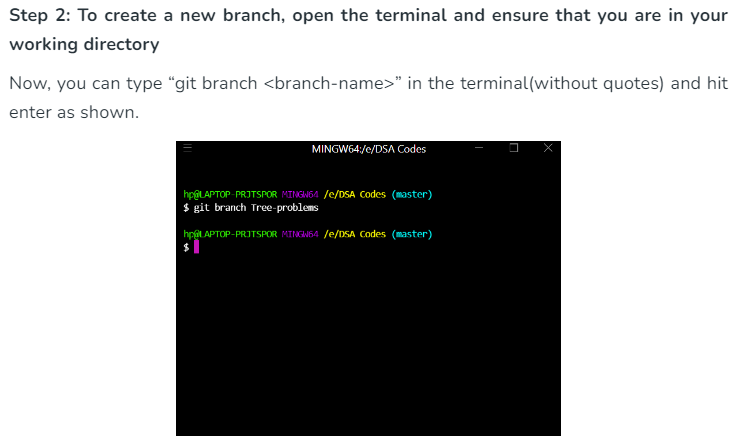 Step 2: To create a new branch, open the terminal and ensure that you are in your
working directory
Now, you can type “git branch <branch-name>” in the terminal(without quotes) and hit
enter as shown.
MINGW64:/e/DSA Codes
hp@LAPTOP-PRJTSPOR MINGW64 /e/DSA Codes (master)
$ git branch Tree-problems
hp@LAPTOP-PRJTSPOR MINGW64 /e/DSA Codes (master)
$